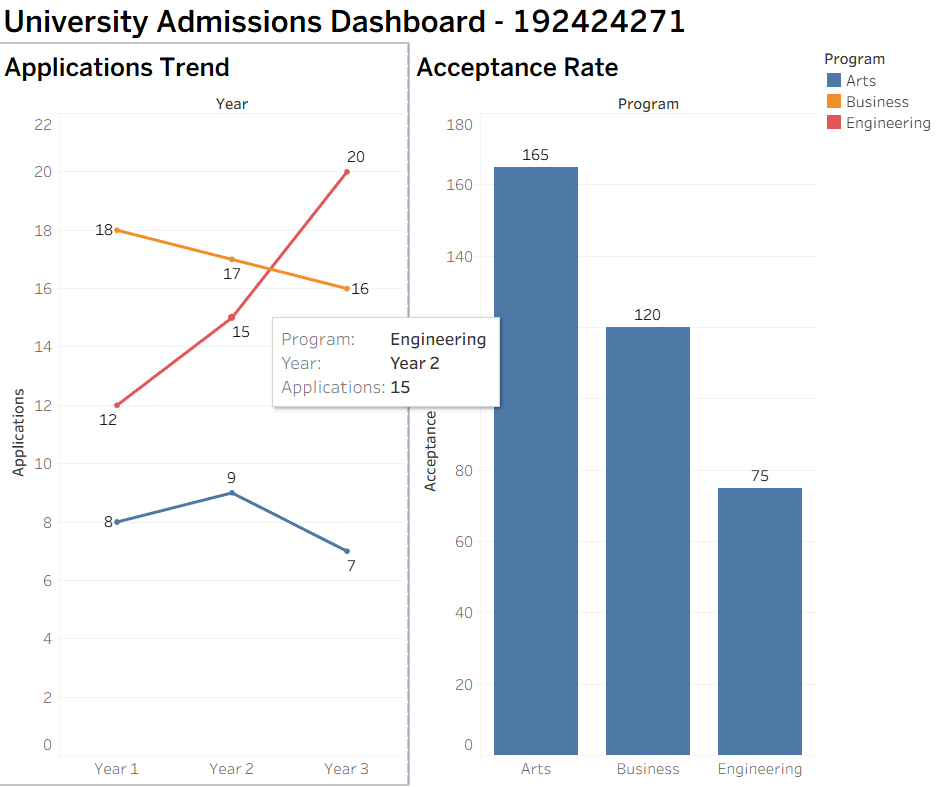 University Admissions Dashboard - 192424271
Applications Trend
Year
22
20
18
16
14
12
10
8
6
4
2
0
Applications
18
17
16
20
15
12
8
9
7
Year 1
Year 2
Year 3
Program: Engineering
Year: Year 2
Applications: 15
Acceptance Rate
Program
180
160
140
80
60
40
20
0
Acceptance
165
120
75
Arts
Business
Engineering
Program
Arts
Business
Engineering